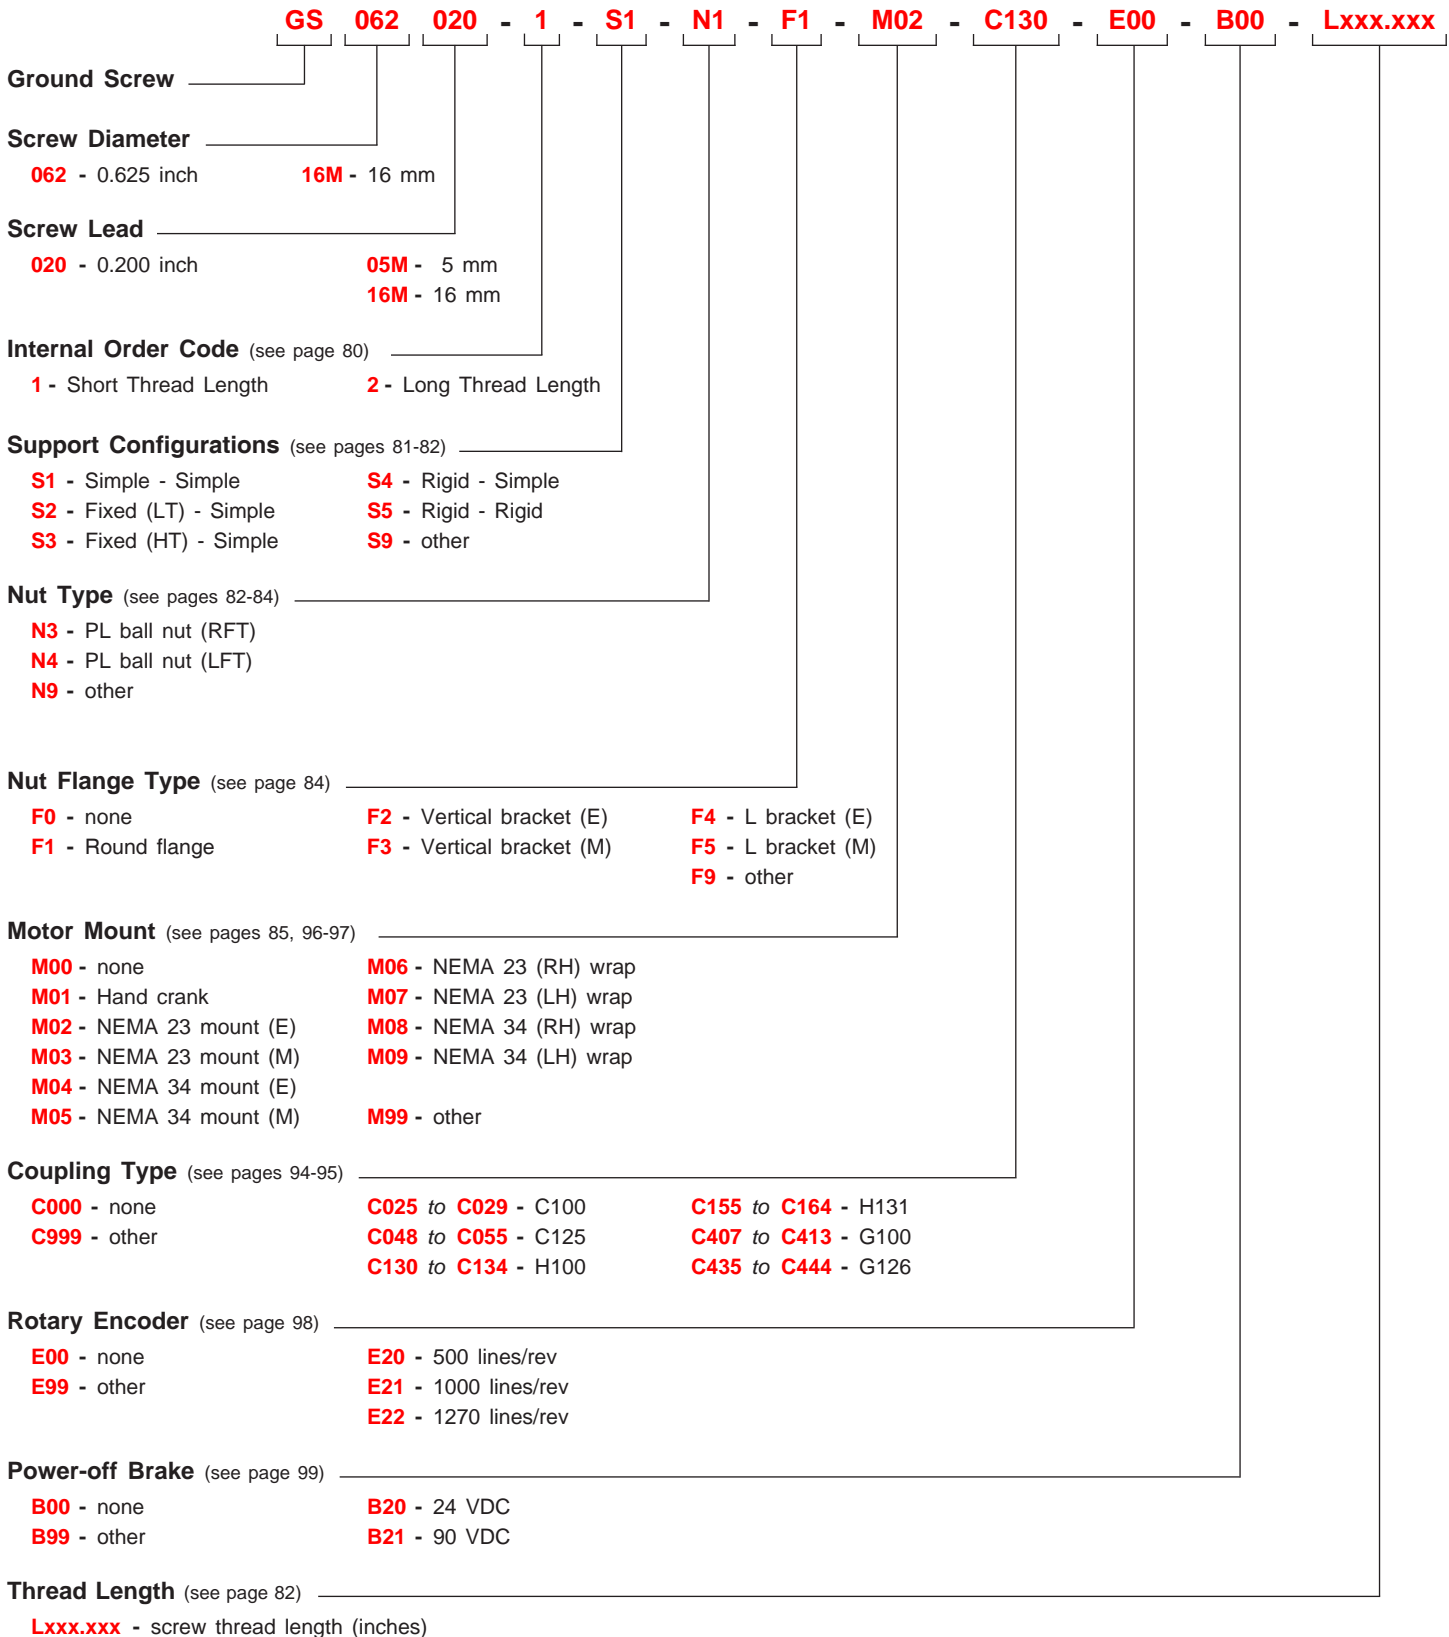 GS 062 020 - 1 - S1 - N1 - F1 - M02 - C130 - E00 - B00 - Lxxx.xxx
Ground Screw
Screw Diameter
062 - 0.625 inch 16M - 16 mm
Screw Lead
020 - 0.200 inch 05M - 5 mm
16M - 16 mm
Internal Order Code (see page 80)
1 - Short Thread Length 2 - Long Thread Length
Support Configurations (see pages 81-82)
S1 - Simple - Simple S4 - Rigid - Simple
S2 - Fixed (LT) - Simple S5 - Rigid - Rigid
S3 - Fixed (HT) - Simple S9 - other
Nut Type (see pages 82-84)
N3 - PL ball nut (RFT)
N4 - PL ball nut (LFT)
N9 - other
Nut Flange Type (see page 84)
F0 - none F2 - Vertical bracket (E) F4 - L bracket (E)
F1 - Round flange F3 - Vertical bracket (M) F5 - L bracket (M)
F9 - other
Motor Mount (see pages 85, 96-97)
M00 - none M06 - NEMA 23 (RH) wrap
M01 - Hand crank M07 - NEMA 23 (LH) wrap
M02 - NEMA 23 mount (E) M08 - NEMA 34 (RH) wrap
M03 - NEMA 23 mount (M) M09 - NEMA 34 (LH) wrap
M04 - NEMA 34 mount (E)
M05 - NEMA 34 mount (M) M99 - other
Coupling Type (see pages 94-95)
C000 - none C025 to C029 - C100 C155 to C164 - H131
C999 - other C048 to C055 - C125 C407 to C413 - G100
C130 to C134 - H100 C435 to C444 - G126
Rotary Encoder (see page 98)
E00 - none E20 - 500 lines/rev
E99 - other E21 - 1000 lines/rev
E22 - 1270 lines/rev
Power-off Brake (see page 99)
B00 - none B20 - 24 VDC
B99 - other B21 - 90 VDC
Thread Length (see page 82)
Lxxx.xxx - screw thread length (inches)